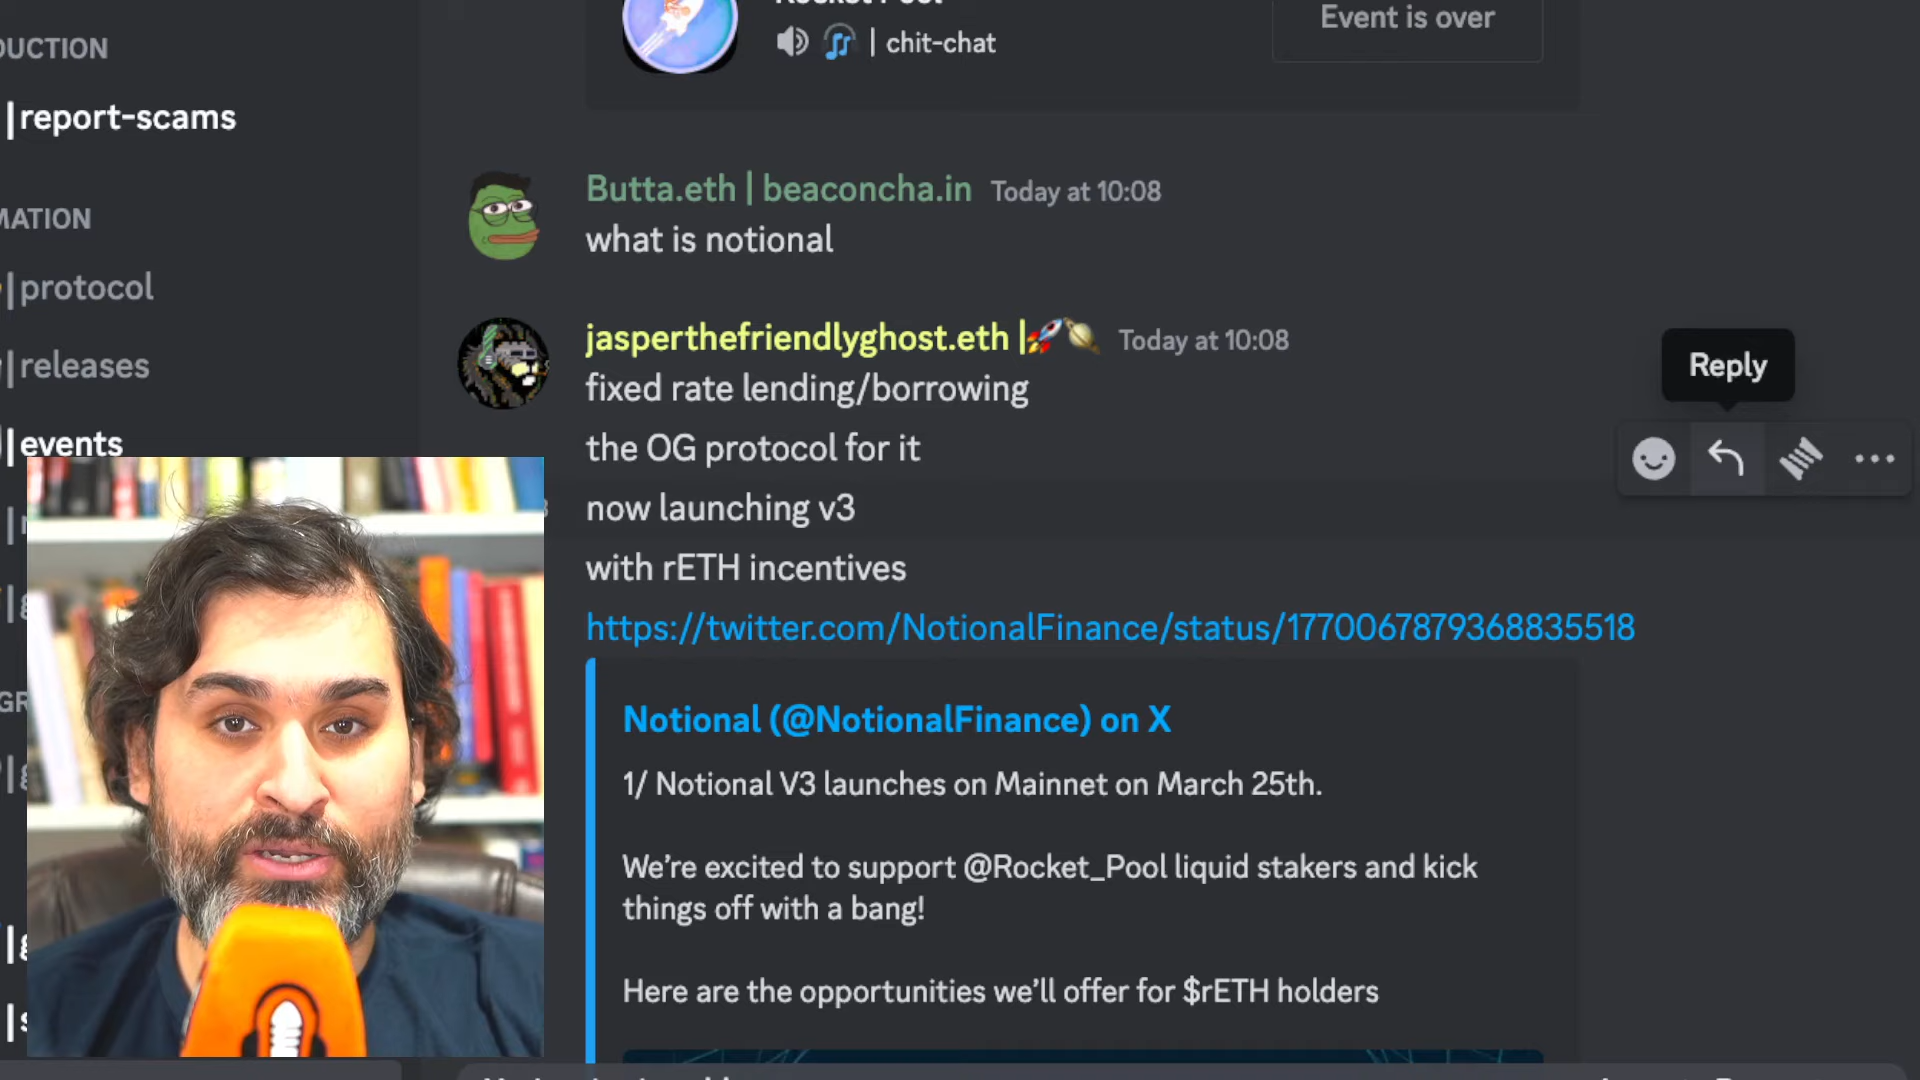 Rocket Pool
| chit-chat
Event is over
DUCTION
|report-scams
MATION
|protocol
|releases
|events
Butta.eth | beaconcha.in Today at 10:08
what is notional
jasperthefriendlyghost.eth | Today at 10:08
fixed rate lending/borrowing
the OG protocol for it
now launching v3
with rETH incentives
https://twitter.com/NotionalFinance/status/1770067879368835518
Reply
Notional (@NotionalFinance) on X
1/ Notional V3 launches on Mainnet on March 25th.
We're excited to support @Rocket_Pool liquid stakers and kick
things off with a bang!
Here are the opportunities we'll offer for $rETH holders